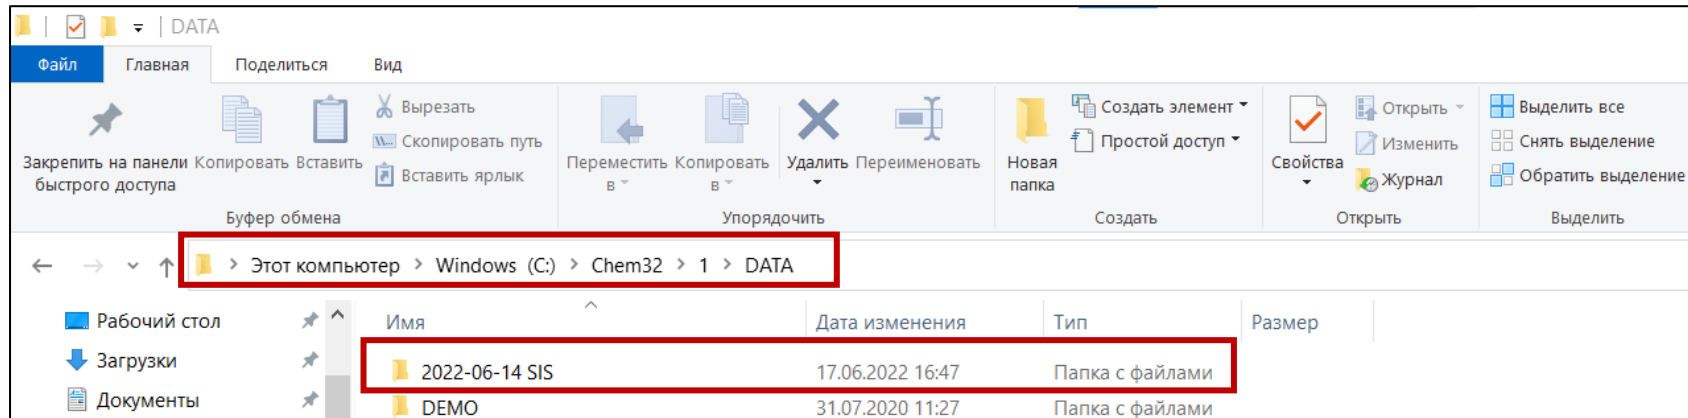 DATA
Файл Главная Поделиться Вид
Закрепить на панели быстрого доступа
Копировать
Вставить
Вырезать
Скопировать путь
Вставить ярлык
Буфер обмена
Переместить в
Копировать в
Удалить
Переименовать
Упорядочить
Новая папка
Создать элемент
Простой доступ
Создать
Свойства
Открыть
Изменить
Журнал
Открыть
Выделить все
Снять выделение
Обратить выделение
Выделить
Этот компьютер > Windows (C:) > Chem32 > 1 > DATA
Рабочий стол
Загрузки
Документы
Имя Дата изменения Тип Размер
2022-06-14 SIS 17.06.2022 16:47 Папка с файлами
DEMO 31.07.2020 11:27 Папка с файлами